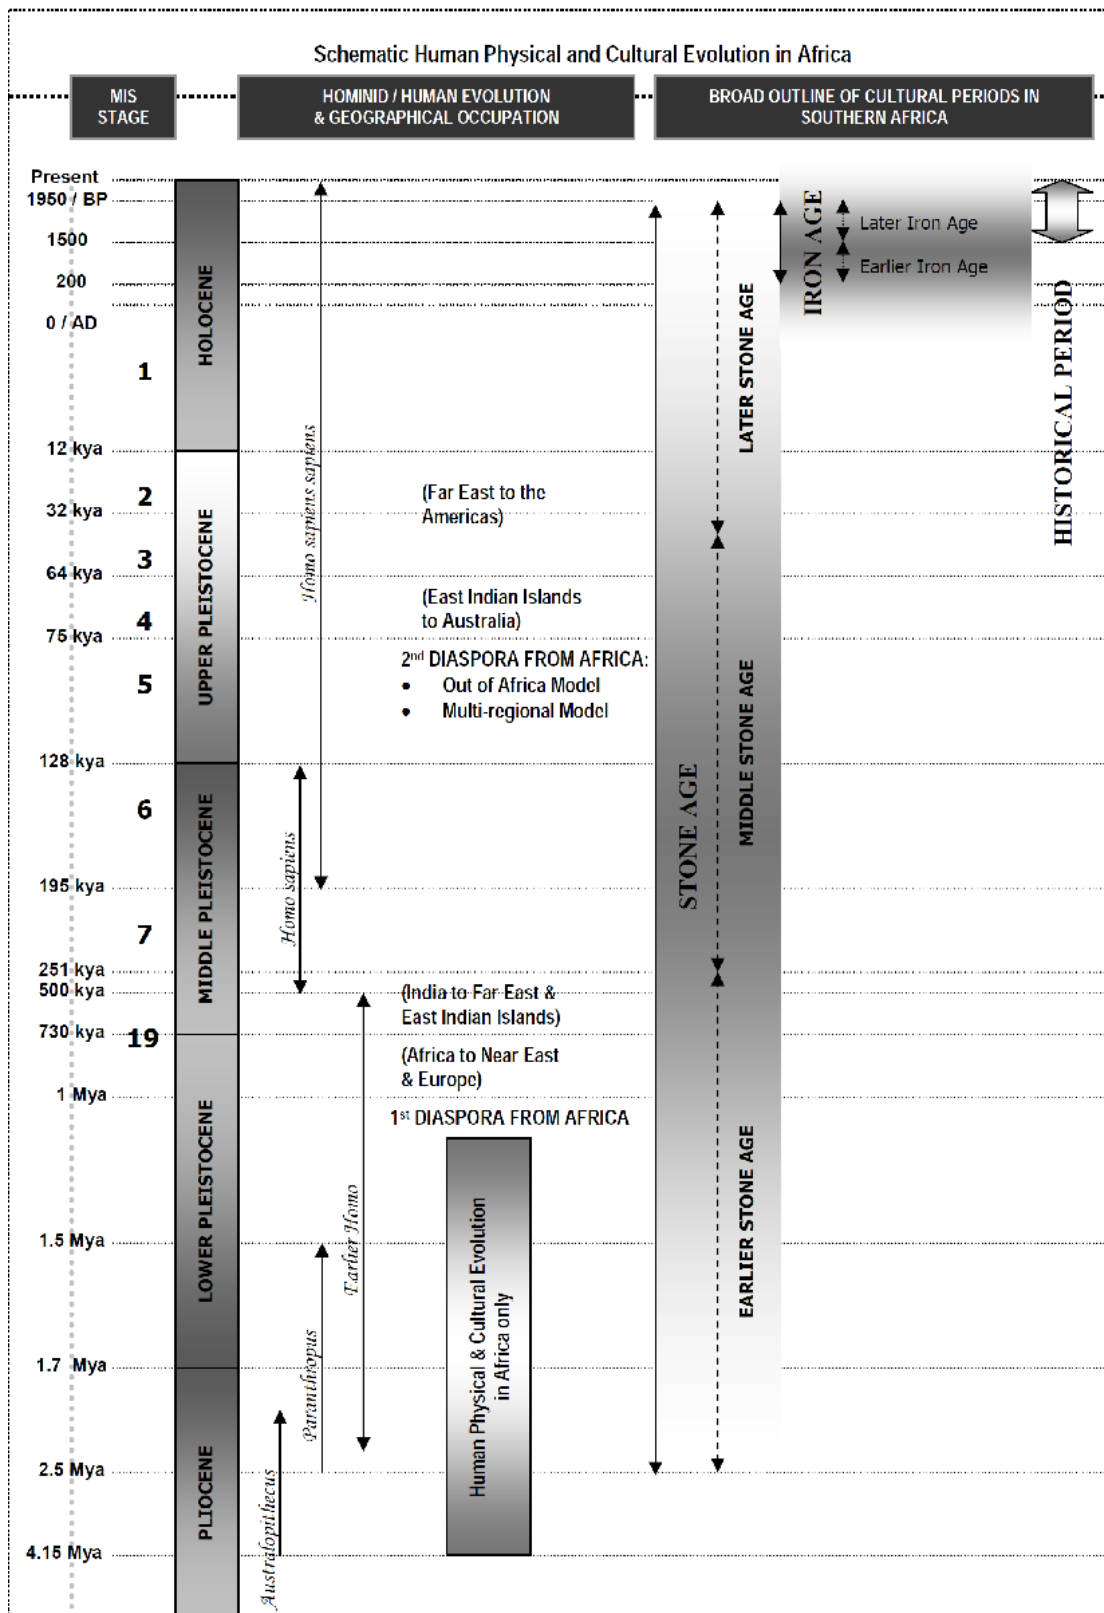 Schematic Human Physical and Cultural Evolution in Africa
MIS
STAGE
HOMINID / HUMAN EVOLUTION
& GEOGRAPHICAL OCCUPATION
BROAD OUTLINE OF CULTURAL PERIODS IN
SOUTHERN AFRICA
Present
1950 / BP
1500
200
0 / AD
1
12 kya
2
32 kya
3
64 kya
4
75 kya
5
128 kya
6
195 kya
7
251 kya
500 kya
730 kya
19
1 Mya
1.5 Mya
1.7 Mya
2.5 Mya
4.15 Mya
HOLOCENE
UPPER PLEISTOCENE
MIDDLE PLEISTOCENE
LOWER PLEISTOCENE
PLIOCENE
Homo sapiens sapiens
Homo sapiens
Earlier Homo
Paranthropus
Australopithecus
(Far East to the
Americas)
(East Indian Islands
to Australia)
2nd DIASPORA FROM AFRICA:
• Out of Africa Model
• Multi-regional Model
(India to Far East &
East Indian Islands)
(Africa to Near East
& Europe)
1st DIASPORA FROM AFRICA
Human Physical & Cultural Evolution
in Africa only
STONE AGE
LATER STONE AGE
MIDDLE STONE AGE
EARLIER STONE AGE
IRON AGE
Later Iron Age
Earlier Iron Age
HISTORICAL PERIOD